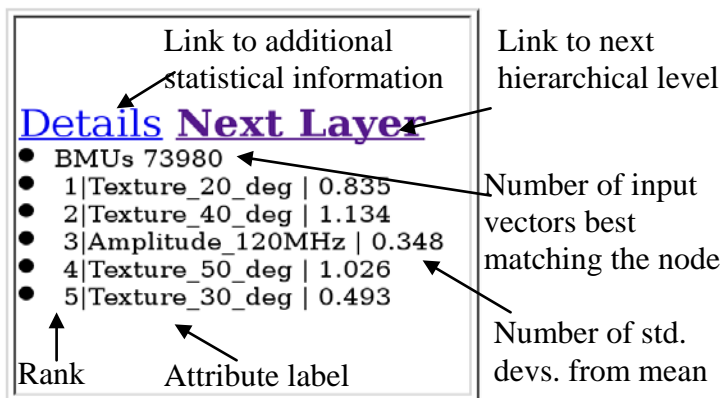 Link to additional
statistical information
Link to next
hierarchical level
Details Next Layer
BMUs 73980
1|Texture_20_deg | 0.835
2|Texture_40_deg | 1.134
3|Amplitude_120MHz | 0.348
4|Texture_50_deg | 1.026
5|Texture_30_deg | 0.493
Number of input
vectors best
matching the node
Number of std.
devs. from mean
Rank
Attribute label